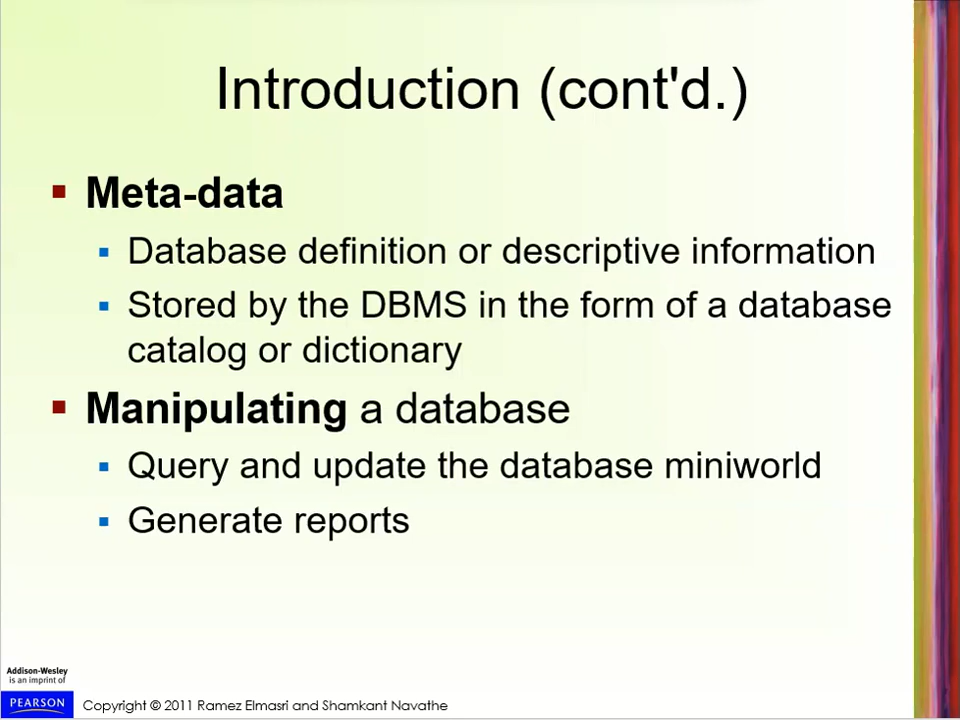 Introduction (cont'd.)
Meta-data
Database definition or descriptive information
Stored by the DBMS in the form of a database
catalog or dictionary
Manipulating a database
Query and update the database miniworld
Generate reports
Addison-Wesley
is an imprint of
PEARSON
Copyright © 2011 Ramez Elmasri and Shamkant Navathe